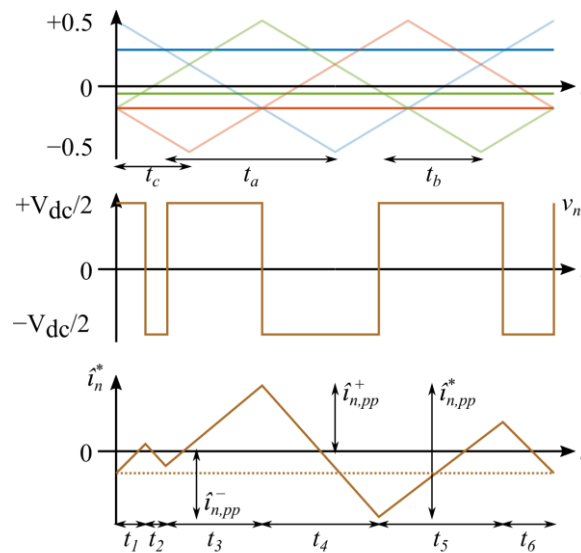 +0.5
0
−0.5
t_c
t_a
t_b
+V_dc/2
v_n
0
−V_dc/2
î_n^*
î_{n,pp}^+
î_{n,pp}^*
0
î_{n,pp}^−
t_1 t_2 t_3 t_4 t_5 t_6